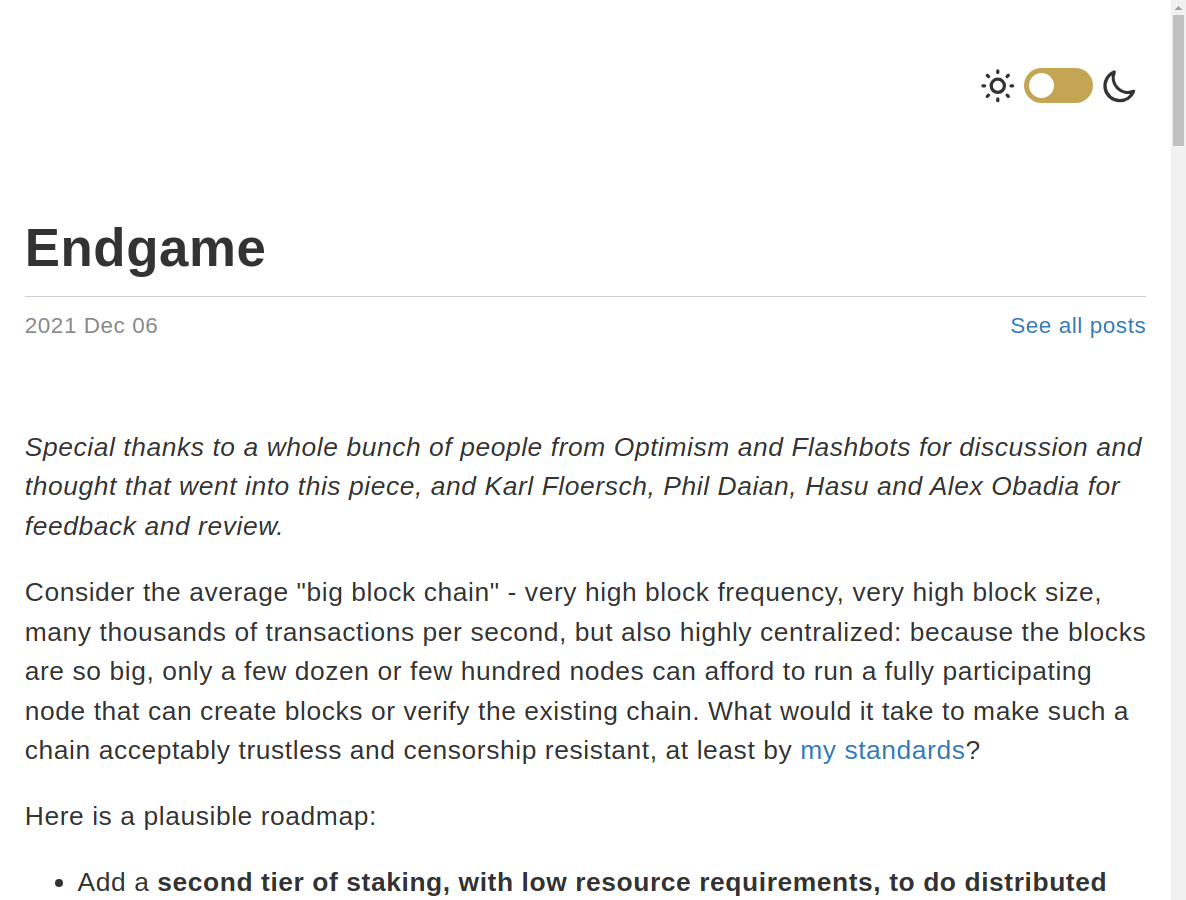 Endgame
2021 Dec 06
See all posts
Special thanks to a whole bunch of people from Optimism and Flashbots for discussion and
thought that went into this piece, and Karl Floersch, Phil Daian, Hasu and Alex Obadia for
feedback and review.
Consider the average "big block chain" - very high block frequency, very high block size,
many thousands of transactions per second, but also highly centralized: because the blocks
are so big, only a few dozen or few hundred nodes can afford to run a fully participating
node that can create blocks or verify the existing chain. What would it take to make such a
chain acceptably trustless and censorship resistant, at least by my standards?
Here is a plausible roadmap:
• Add a second tier of staking, with low resource requirements, to do distributed